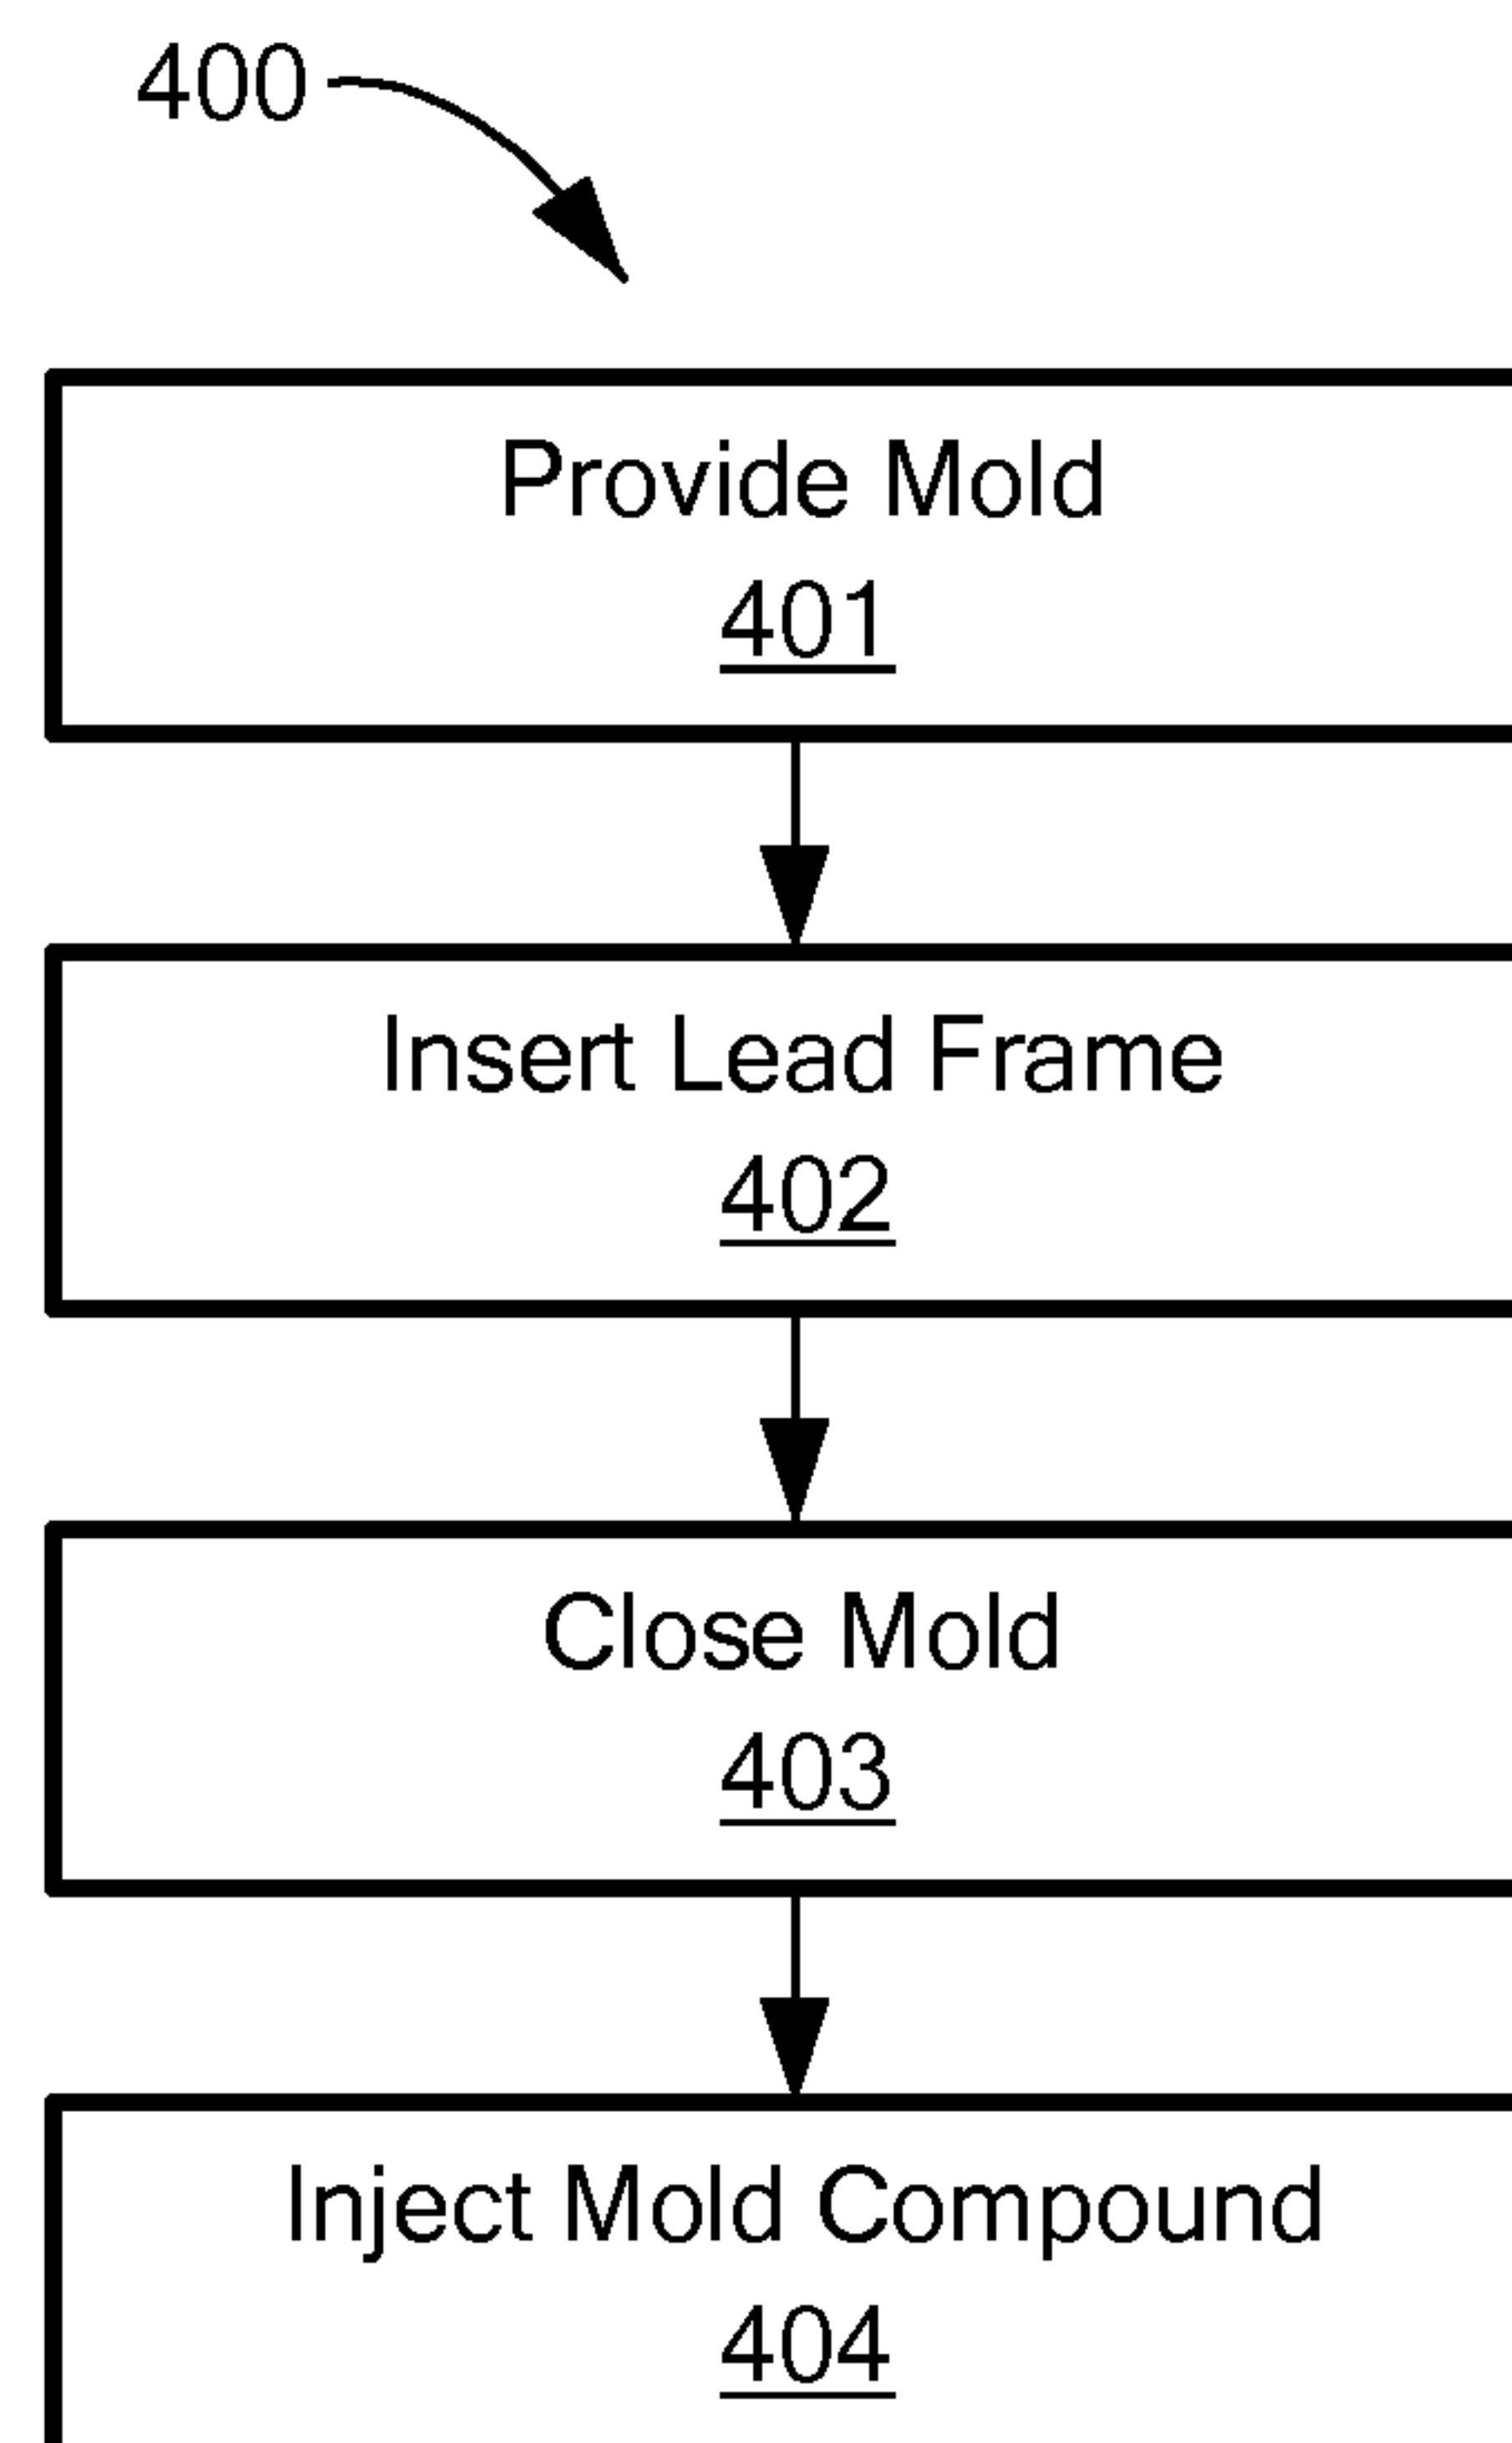 400
Provide Mold
401
Insert Lead Frame
402
Close Mold
403
Inject Mold Compound
404